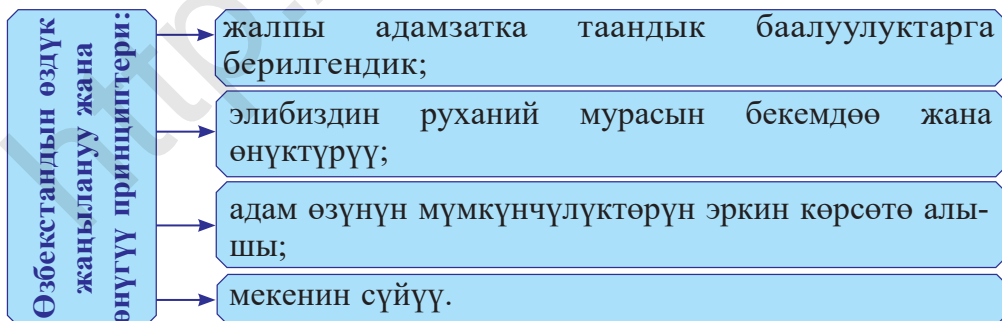 Өзбекстандын өздүк
жаңылануу жана
өнүгүү принциптери:
жалпы адамзатка таандык баалуулуктарга
берилгендик;
элибиздин руханий мурасын бекемдөө жана
өнүктүрүү;
адам өзүнүн мүмкүнчүлүктөрүн эркин көрсөтө алы-
шы;
мекенин сүйүү.
http: